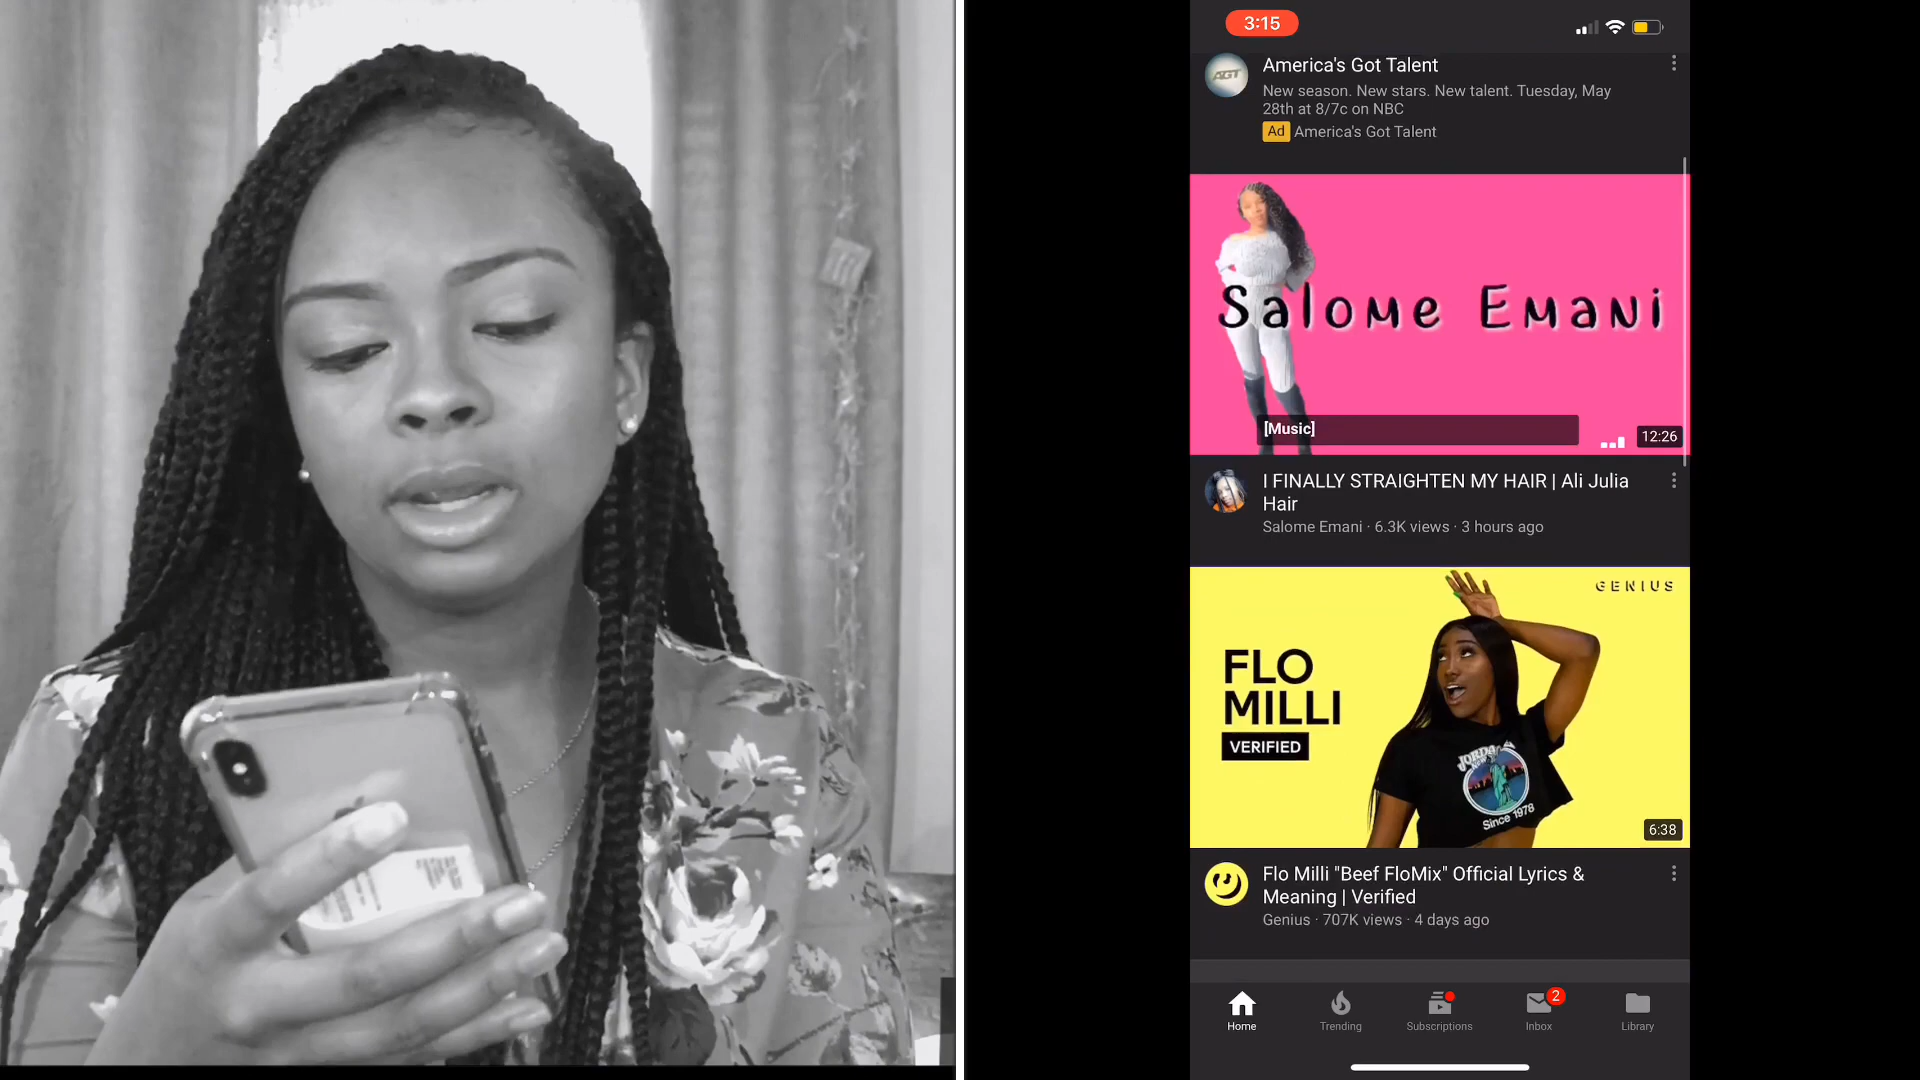 3:15
AGT
America's Got Talent
New season. New stars. New talent. Tuesday, May
28th at 8/7c on NBC
Ad America's Got Talent
Salome Emani
[Music]
12:26
I FINALLY STRAIGHTEN MY HAIR | Ali Julia
Hair
Salome Emani · 6.3K views · 3 hours ago
GENIUS
FLO
MILLI
VERIFIED
JORDA
Since 1978
6:38
Flo Milli "Beef FloMix" Official Lyrics &
Meaning | Verified
Genius · 707K views · 4 days ago
2
Home
Trending
Subscriptions
Inbox
Library